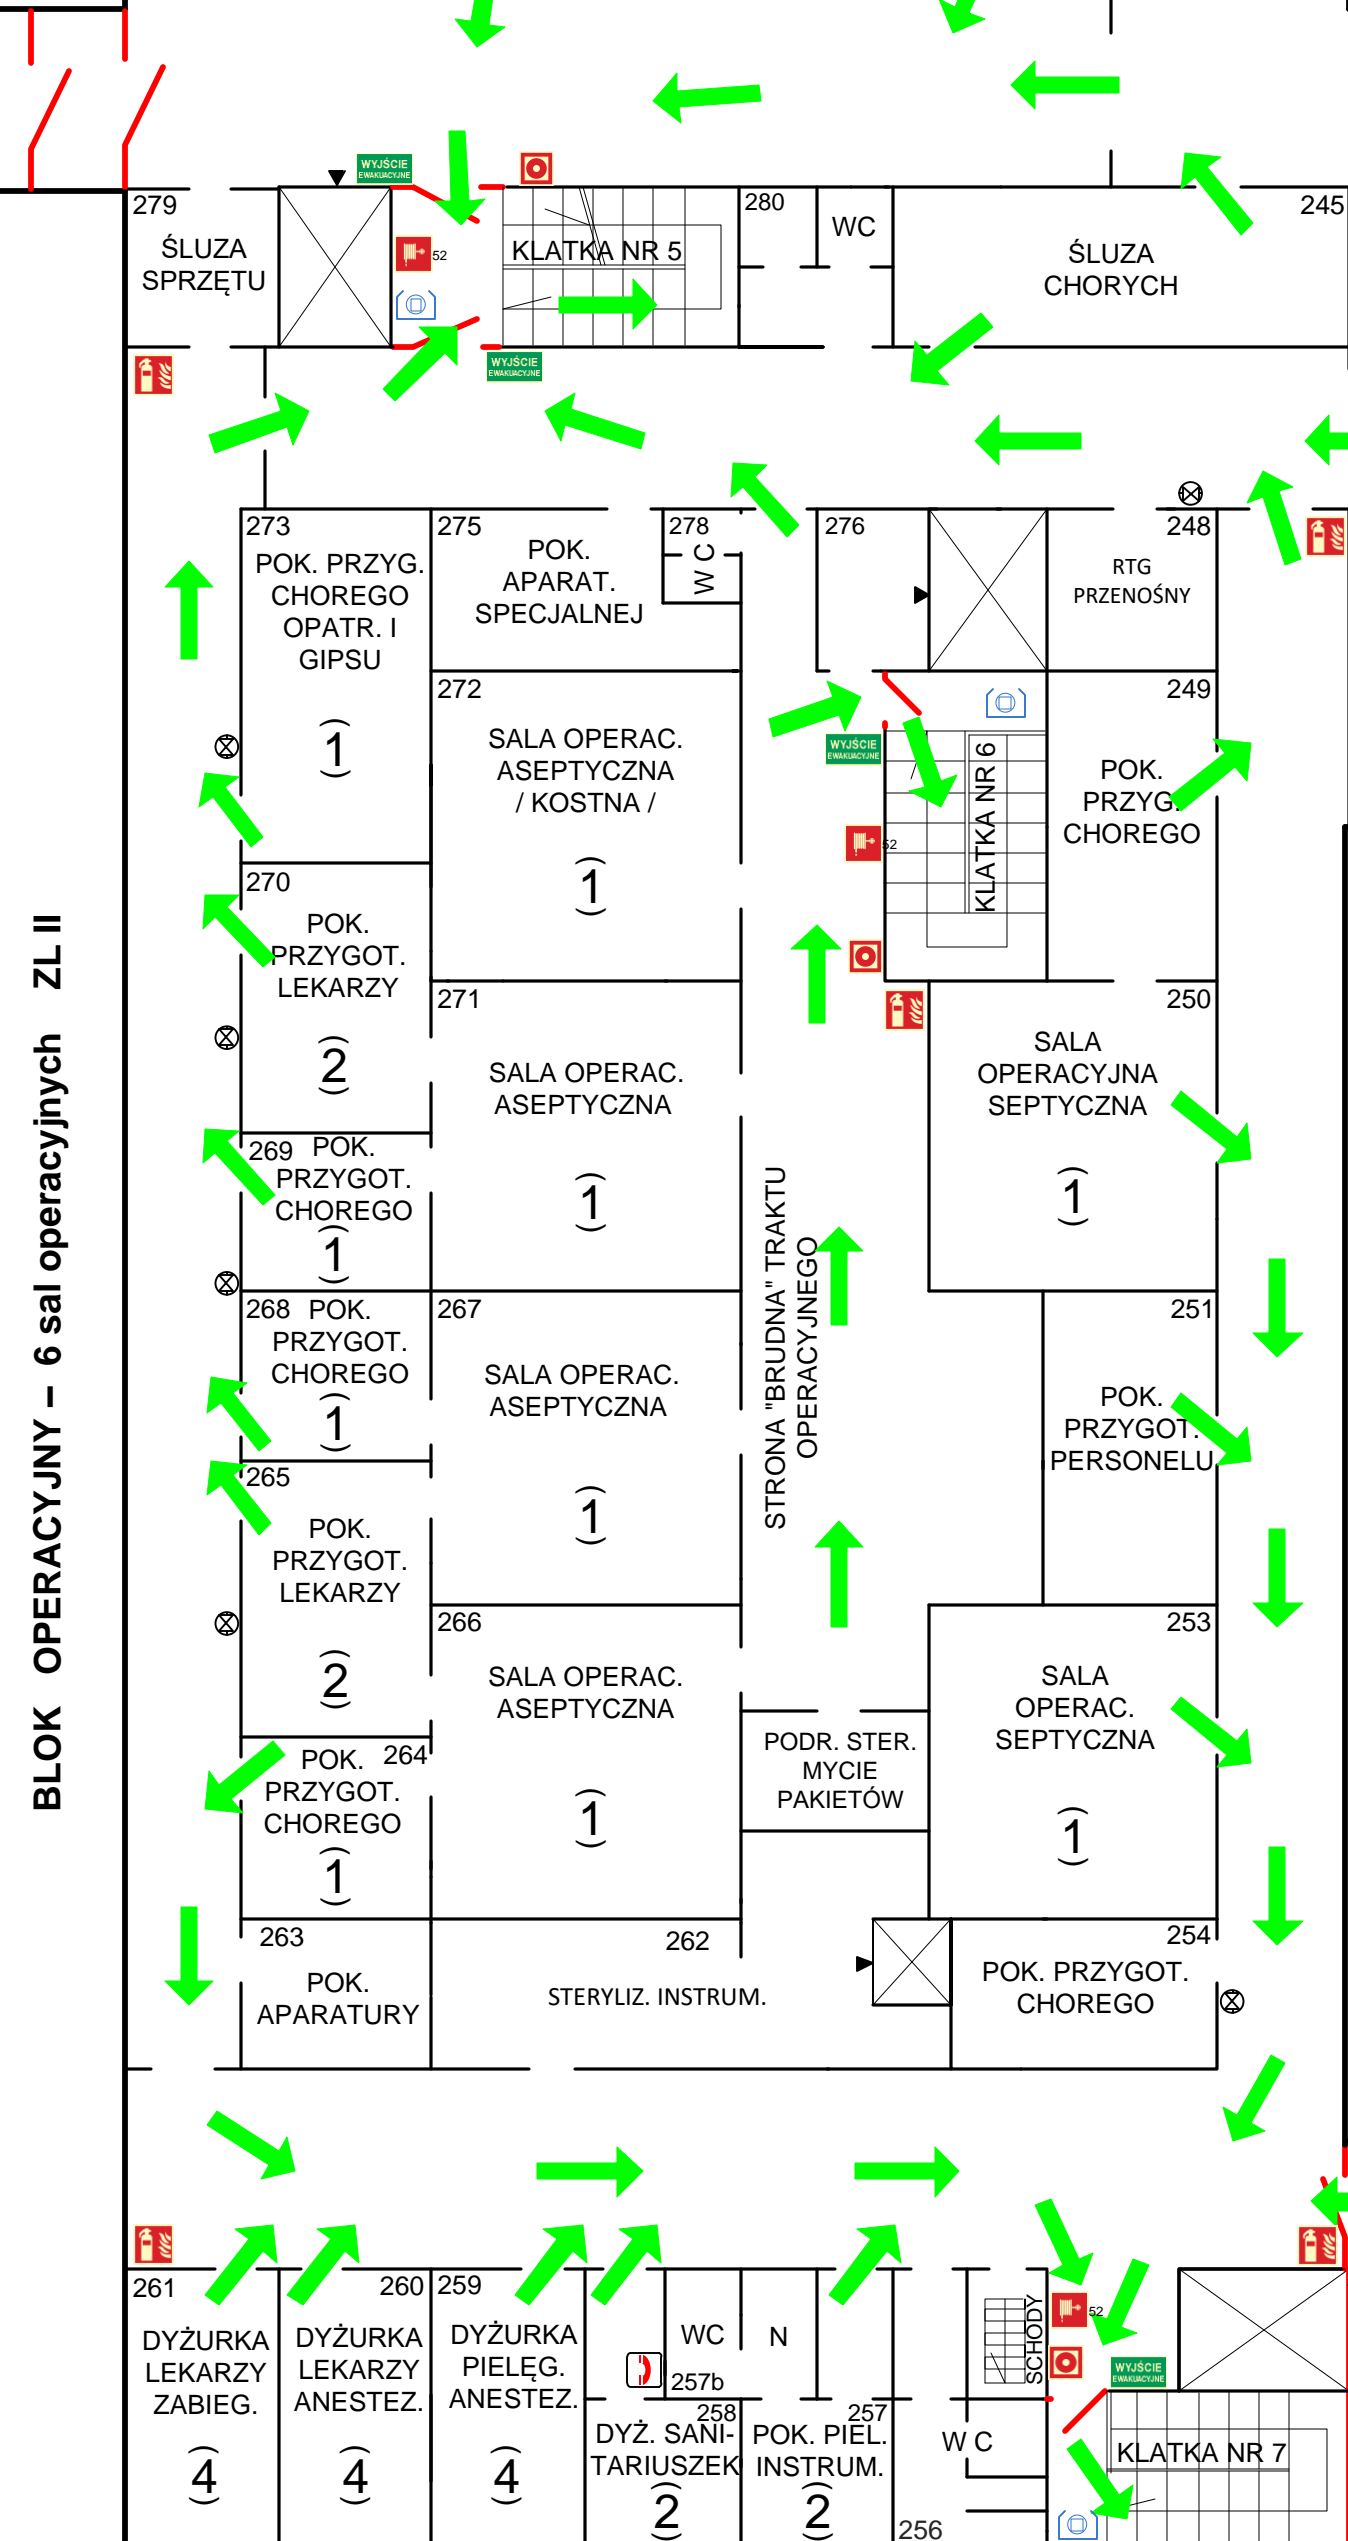 WYJŚCIE
EWAKUACYJNE
279
ŚLUZA
SPRZĘTU
52
KLATKA NR 5
280
WC
245
ŚLUZA
CHORYCH
WYJŚCIE
EWAKUACYJNE
273
POK. PRZYG.
CHOREGO
OPATR. I
GIPSU
(1)
275
POK.
APARAT.
SPECJALNEJ
278
W C
276
248
RTG
PRZENOŚNY
272
SALA OPERAC.
ASEPTYCZNA
/ KOSTNA /
(1)
WYJŚCIE
EWAKUACYJNE
52
KLATKA NR 6
249
POK.
PRZYG.
CHOREGO
270
POK.
PRZYGOT.
LEKARZY
(2)
271
SALA OPERAC.
ASEPTYCZNA
(1)
250
SALA
OPERACYJNA
SEPTYCZNA
(1)
BLOK OPERACYJNY – 6 sal operacyjnych ZL II
269
POK.
PRZYGOT.
CHOREGO
(1)
STRONA "BRUDNA" TRAKTU
OPERACYJNEGO
268
POK.
PRZYGOT.
CHOREGO
(1)
267
SALA OPERAC.
ASEPTYCZNA
(1)
251
POK.
PRZYGOT.
PERSONELU
265
POK.
PRZYGOT.
LEKARZY
(2)
266
SALA OPERAC.
ASEPTYCZNA
(1)
253
SALA
OPERAC.
SEPTYCZNA
(1)
264
POK.
PRZYGOT.
CHOREGO
(1)
PODR. STER.
MYCIE
PAKIETÓW
263
POK.
APARATURY
262
STERYLIZ. INSTRUM.
254
POK. PRZYGOT.
CHOREGO
261
DYŻURKA
LEKARZY
ZABIEG.
(4)
260
DYŻURKA
LEKARZY
ANESTEZ.
(4)
259
DYŻURKA
PIELĘG.
ANESTEZ.
(4)
WC
257b
N
258
DYŻ. SANI-
TARIUSZEK
(2)
257
POK. PIEL.
INSTRUM.
(2)
256
W C
SCHODY
52
WYJŚCIE
EWAKUACYJNE
KLATKA NR 7